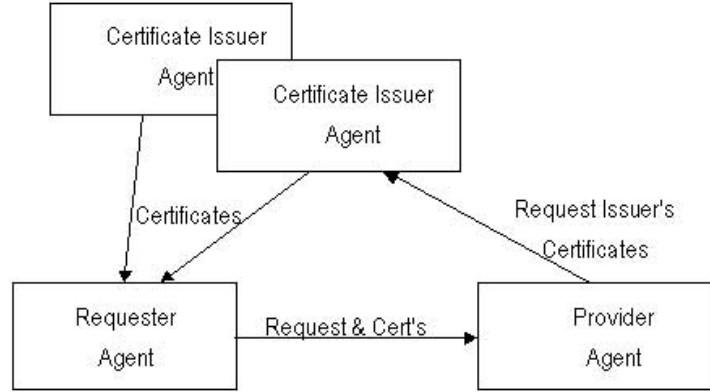 Certificate Issuer
Agent
Certificate Issuer
Agent
Certificates
Request Issuer's
Certificates
Requester
Agent
Request & Cert's
Provider
Agent